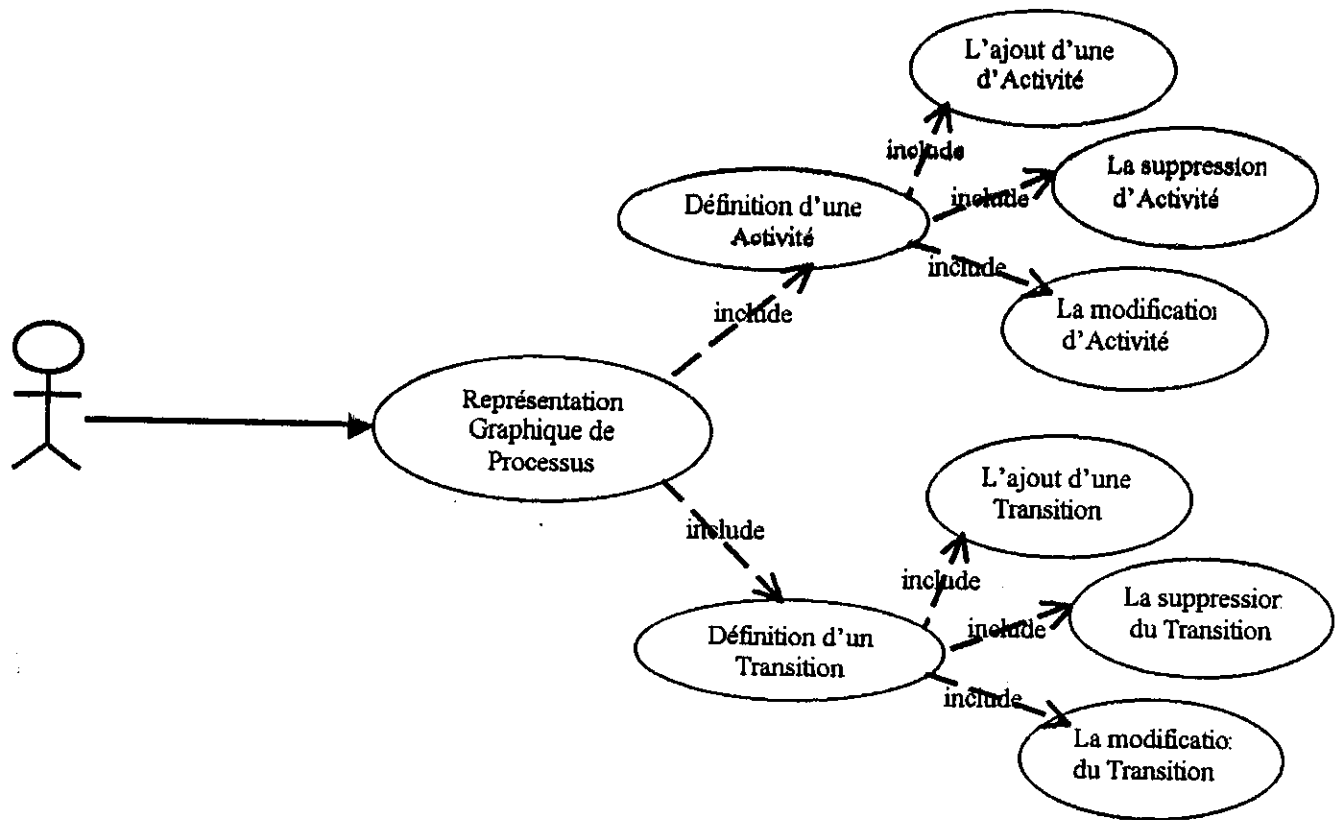 L'ajout d'une
d'Activité
include
La suppression
d'Activité
include
Définition d'une
Activité
include
La modification
d'Activité
include
Représentation
Graphique de
Processus
include
L'ajout d'une
Transition
include
La suppression
du Transition
include
Définition d'un
Transition
include
La modificatio
du Transition